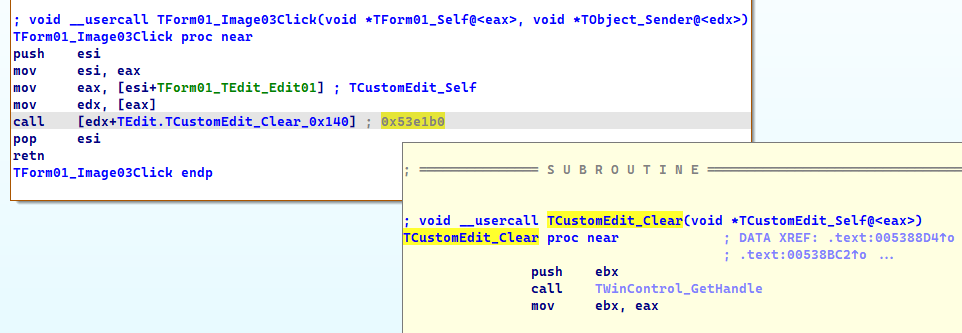 ; void __usercall TForm01_Image03Click(void *TForm01_Self@<eax>, void *TObject_Sender@<edx>)
TForm01_Image03Click proc near
push esi
mov esi, eax
mov eax, [esi+TForm01_TEdit_Edit01] ; TCustomEdit_Self
mov edx, [eax]
call [edx+TEdit.TCustomEdit_Clear_0x140] ; 0x53e1b0
pop esi
retn
TForm01_Image03Click endp
; ═══════════════ S U B R O U T I N E ═══════════════════════════════
; void __usercall TCustomEdit_Clear(void *TCustomEdit_Self@<eax>)
TCustomEdit_Clear proc near ; DATA XREF: .text:005388D4↑o
; .text:00538BC2↑o ...
push ebx
call TWinControl_GetHandle
mov ebx, eax